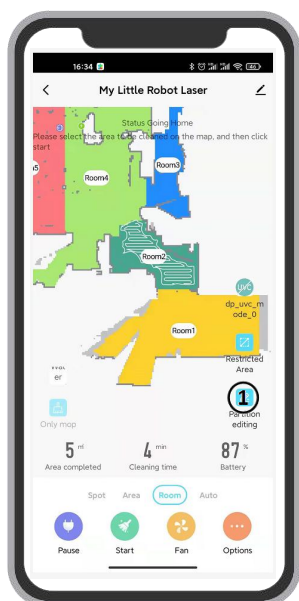 16:34
46
My Little Robot Laser
Status Going Home
Please select the area to be cleaned on the map, and then click
start
3
Room3
Room4
Room2
UVC
dp_uvc_m
ode_0
Room1
Restricted
Area
er
1
Only mop
Partition
editing
5 ㎡
4 min
87 %
Area completed
Cleaning time
Battery
Spot
Area
Room
Auto
Pause
Start
Fan
Options